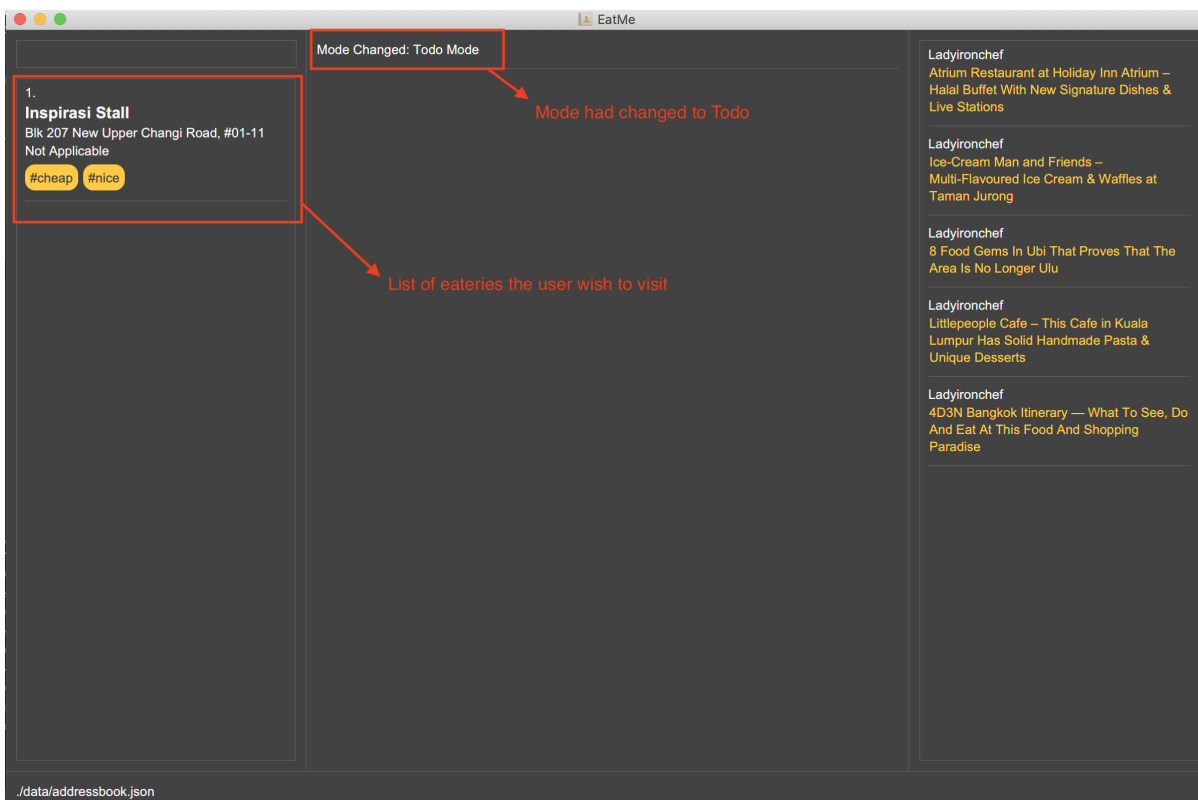 EatMe
Mode Changed: Todo Mode
Mode had changed to Todo
1.
Inspirasi Stall
Blk 207 New Upper Changi Road, #01-11
Not Applicable
#cheap #nice
List of eateries the user wish to visit
Ladyironchef
Atrium Restaurant at Holiday Inn Atrium –
Halal Buffet With New Signature Dishes &
Live Stations
Ladyironchef
Ice-Cream Man and Friends –
Multi-Flavoured Ice Cream & Waffles at
Taman Jurong
Ladyironchef
8 Food Gems In Ubi That Proves That The
Area Is No Longer Ulu
Ladyironchef
Littlepeople Cafe – This Cafe in Kuala
Lumpur Has Solid Handmade Pasta &
Unique Desserts
Ladyironchef
4D3N Bangkok Itinerary — What To See, Do
And Eat At This Food And Shopping
Paradise
./data/addressbook.json